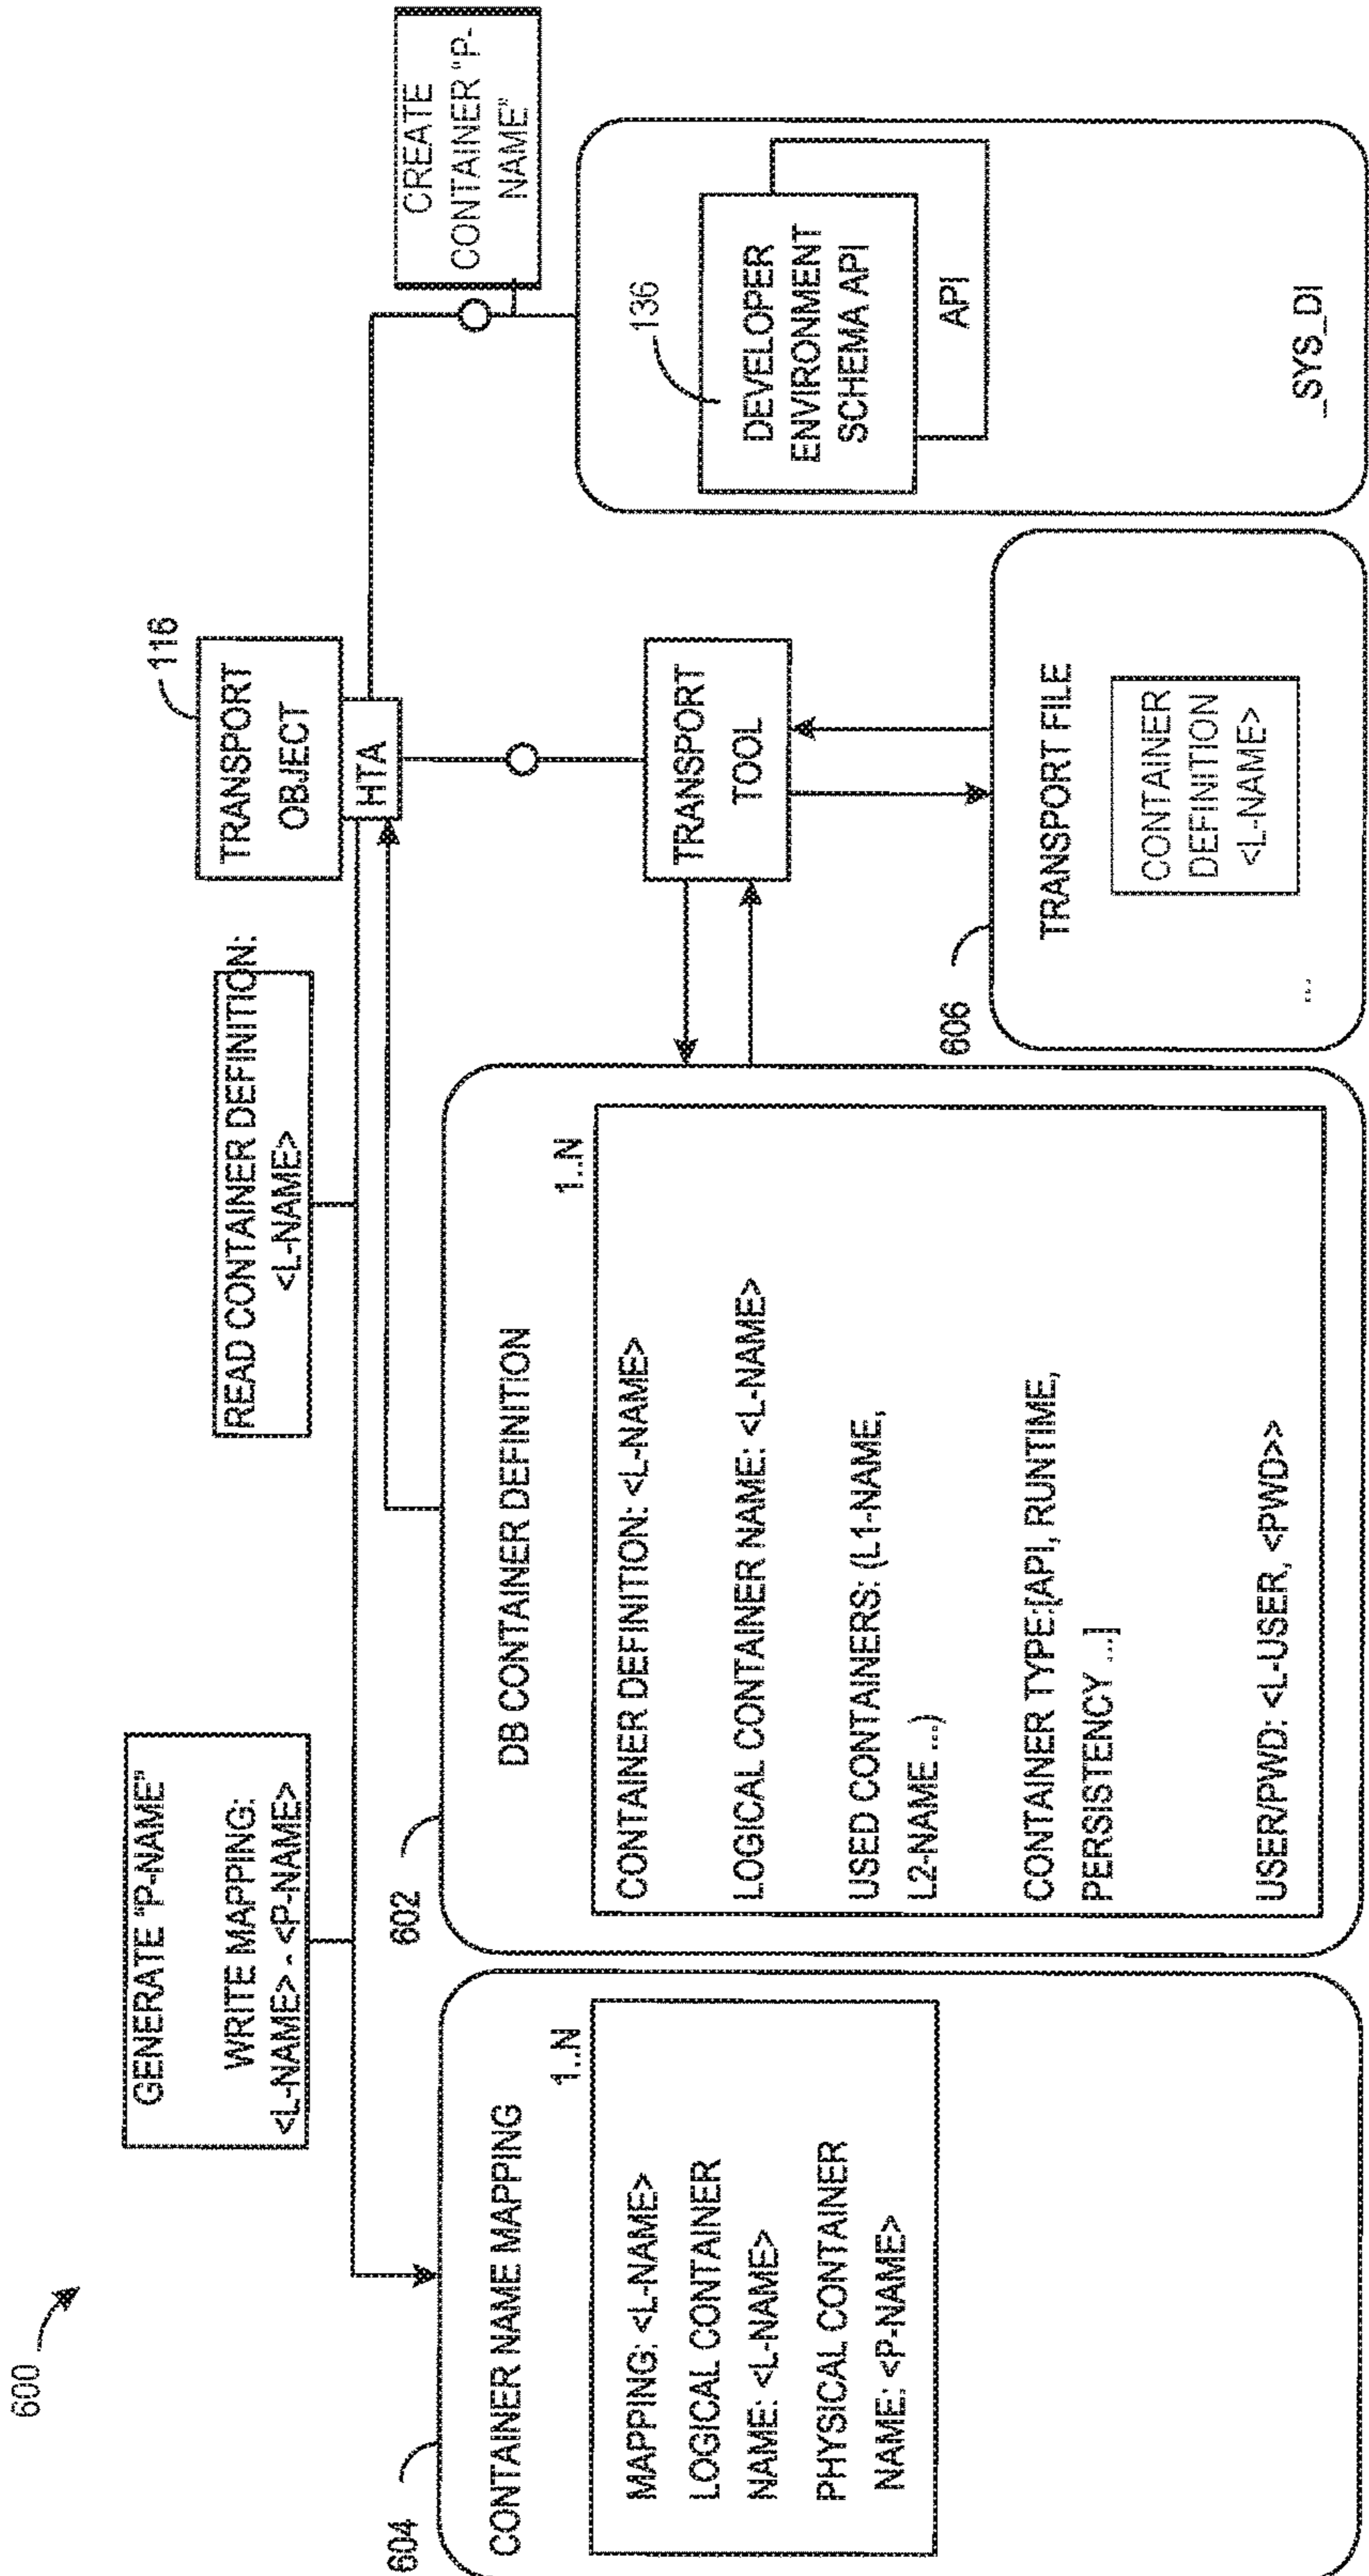 600
GENERATE "P-NAME"
WRITE MAPPING:
<L-NAME> - <P-NAME>
READ CONTAINER DEFINITION:
<L-NAME>
116
TRANSPORT
OBJECT
HTA
CREATE
CONTAINER "P-
NAME"
604
CONTAINER NAME MAPPING
1..N
MAPPING: <L-NAME>
LOGICAL CONTAINER
NAME: <L-NAME>
PHYSICAL CONTAINER
NAME: <P-NAME>
602
DB CONTAINER DEFINITION
1..N
CONTAINER DEFINITION: <L-NAME>
LOGICAL CONTAINER NAME: <L-NAME>
USED CONTAINERS: (L1-NAME,
L2-NAME ...)
CONTAINER TYPE:[API, RUNTIME,
PERSISTENCY ...]
USER/PWD: <L-USER, <PWD>>
TRANSPORT
TOOL
606
TRANSPORT FILE
CONTAINER
DEFINITION
<L-NAME>
...
136
DEVELOPER
ENVIRONMENT
SCHEMA API
API
_SYS_DI